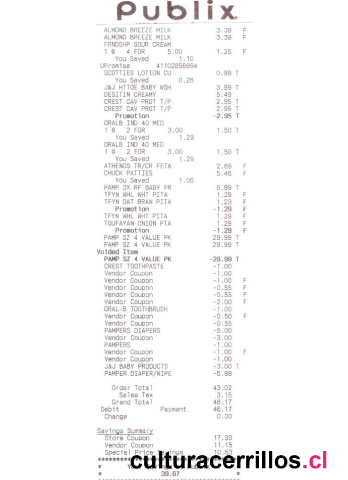 Publix.
ALMOND BREEZE MILK 3.39 F
ALMOND BREEZE MILK 3.39 F
FRNDSHP SOUR CREAM
1 @ 4 FOR 5.00 1.25 F
You Saved 1.10
UPromise 41102858894
SCOTTIES LOTION CU 0.99 T
You Saved 0.26
J&J HTTOE BABY WSH 3.99 T
DESITIN CREAMY 5.49
CREST CAV PROT T/P 2.95 T
CREST CAV PROT T/P 2.95 T
Promotion -2.95 T
ORALB IND 40 MED
1 @ 2 FOR 3.00 1.50 T
You Saved 1.29
ORALB IND 40 MED
1 @ 2 FOR 3.00 1.50 T
You Saved 1.29
ATHENOS TR/CR FETA 2.69 F
CHUCK PATTIES 5.46 F
You Saved 1.06
PAMP DX RF BABY FR 6.99 T
TFYN WHL WHT PITA 1.29 F
TFYN OAT BRAN PITA 1.29 F
Promotion -1.29 F
TFYN WHL WHT PITA 1.29 F
TOUFAYAN ONION PTA 1.29 F
Promotion -1.29 F
PAMP SZ 4 VALUE PK 29.99 T
PAMP SZ 4 VALUE PK 29.99 T
Voided Item
PAMP SZ 4 VALUE PK -29.99 T
CREST TOOTHPASTE -1.00
Vendor Coupon -1.00
Vendor Coupon -1.00 F
Vendor Coupon -0.55 F
Vendor Coupon -0.55 F
Vendor Coupon -2.00 F
ORAL-B TOOTHBRUSH -1.00
Vendor Coupon -0.50 F
Vendor Coupon -0.55
PAMPERS DIAPERS -5.00
Vendor Coupon -3.00
PAMPERS -1.00
Vendor Coupon -1.00 F
Vendor Coupon -1.00
J&J BABY PRODUCTS -3.00 T
PAMPER DIAPER/WIPE -6.99
Order Total 43.02
Sales Tax 3.15
Grand Total 46.17
Debit Payment 46.17
Change 0.00
Savings Summary
Store Coupon 17.99
Vendor Coupon 11.15
Special Price Savings 10.53
culturacerrillos.cl
* 39.67 *